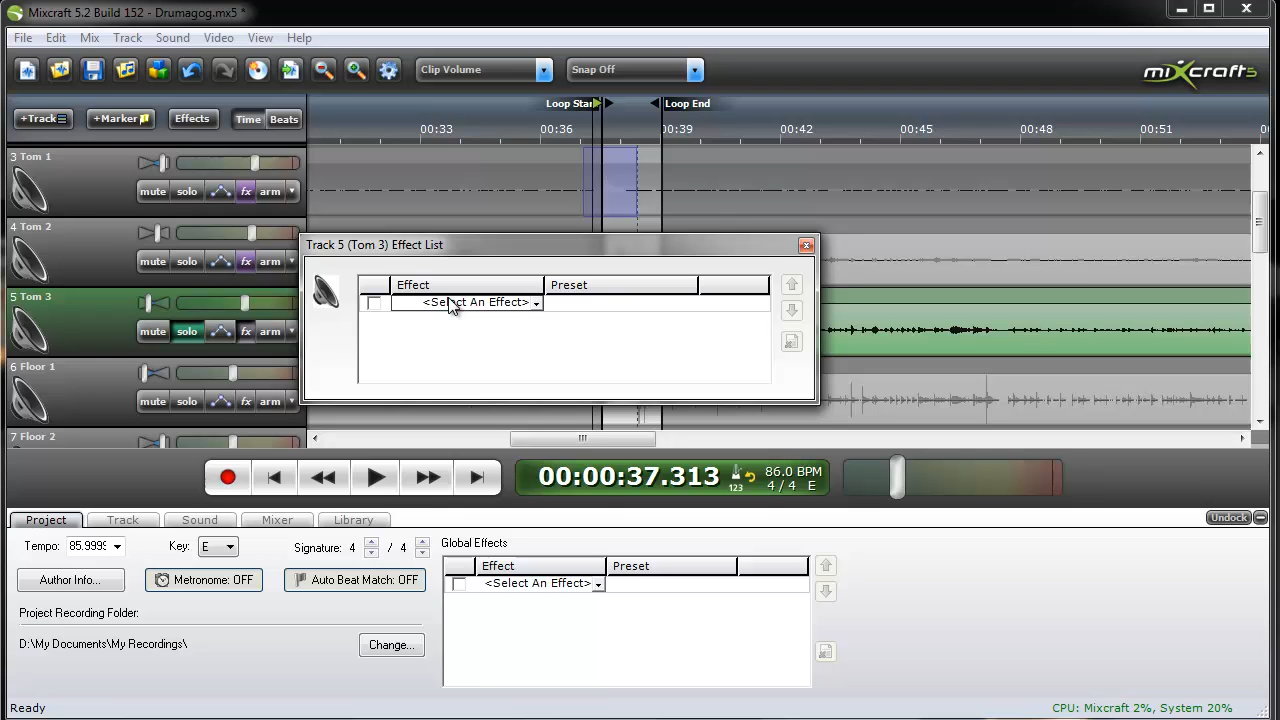 Mixcraft 5.2 Build 152 - Drumagog.mx5 *
File Edit Mix Track Sound Video View Help
Clip Volume Snap Off mixcraft5
Loop Start Loop End
+Track +Marker Effects Time Beats
00:33 00:36 00:39 00:42 00:45 00:48 00:51
3 Tom 1
mute solo fx arm
4 Tom 2
mute solo fx arm
5 Tom 3
mute solo fx arm
6 Floor 1
mute solo fx arm
7 Floor 2
Track 5 (Tom 3) Effect List
Effect Preset
<Select An Effect>
00:00:37.313 123 86.0 BPM
4 / 4 E
Project Track Sound Mixer Library Undock
Tempo: 85.9999 Key: E Signature: 4 / 4
Author Info... Metronome: OFF Auto Beat Match: OFF
Project Recording Folder:
D:\My Documents\My Recordings\ Change...
Global Effects
Effect Preset
<Select An Effect>
Ready CPU: Mixcraft 2%, System 20%